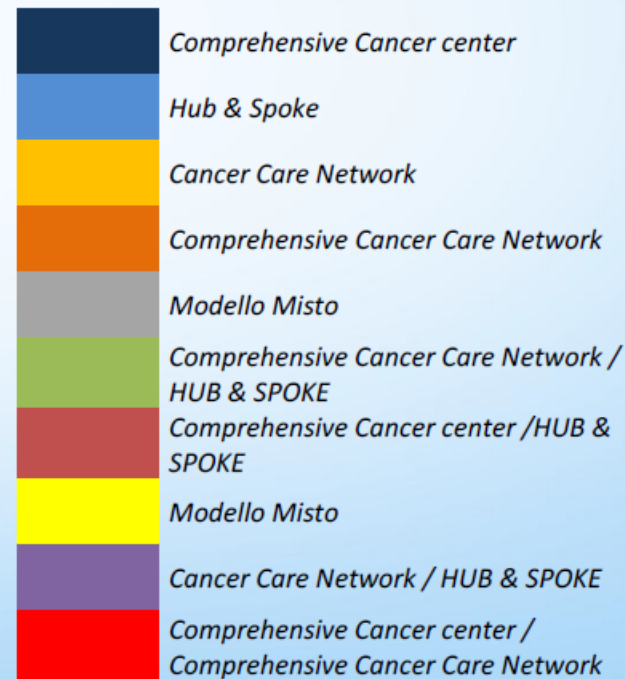 Comprehensive Cancer center
Hub & Spoke
Cancer Care Network
Comprehensive Cancer Care Network
Modello Misto
Comprehensive Cancer Care Network /
HUB & SPOKE
Comprehensive Cancer center /HUB &
SPOKE
Modello Misto
Cancer Care Network / HUB & SPOKE
Comprehensive Cancer center /
Comprehensive Cancer Care Network